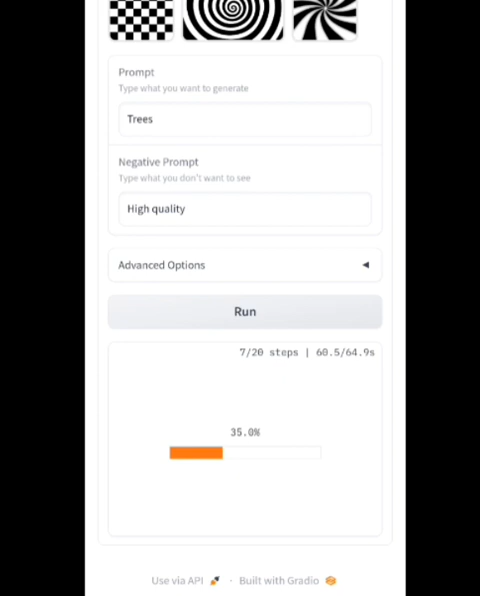 Prompt
Type what you want to generate
Trees
Negative Prompt
Type what you don't want to see
High quality
Advanced Options
Run
7/20 steps | 60.5/64.9s
35.0%
Use via API · Built with Gradio